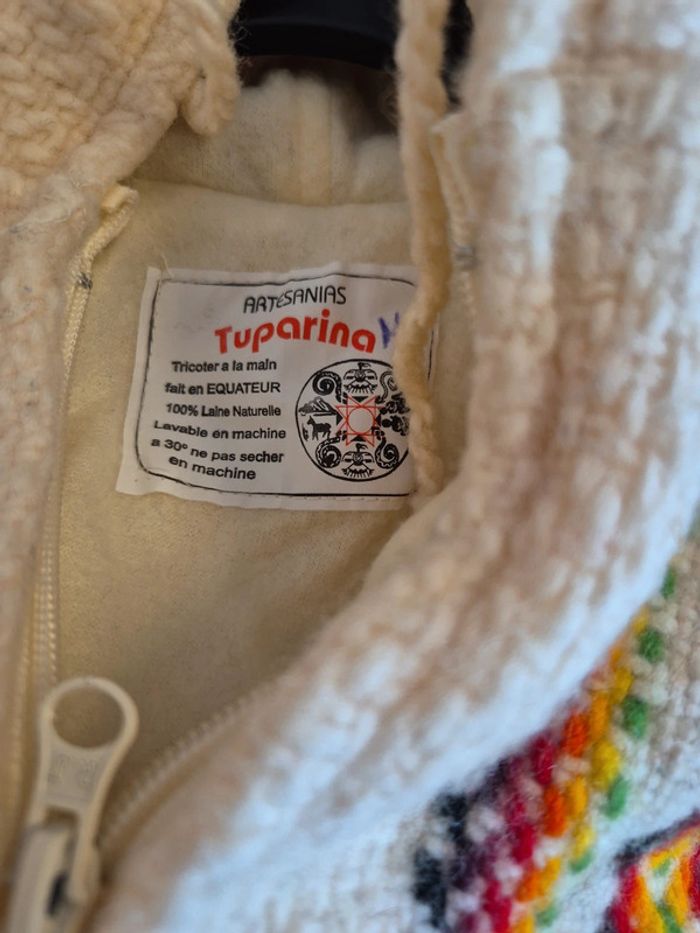 ARTESANIAS
Tuparina
Tricoter a la main
fait en EQUATEUR
100% Laine Naturelle
Lavable en machine
a 30° ne pas secher
en machine